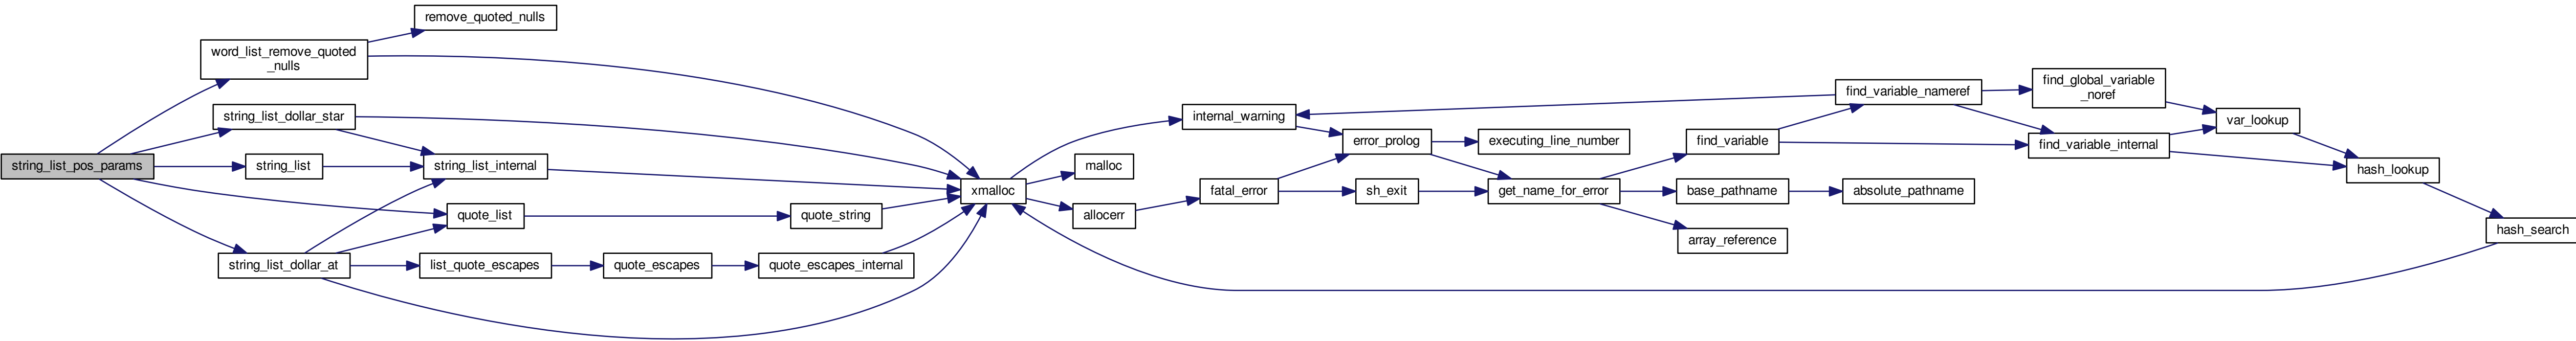 string_list_pos_params
word_list_remove_quoted
_nulls
string_list_dollar_star
string_list
string_list_dollar_at
remove_quoted_nulls
string_list_internal
quote_list
list_quote_escapes
quote_escapes
quote_string
quote_escapes_internal
xmalloc
malloc
allocerr
internal_warning
fatal_error
error_prolog
sh_exit
executing_line_number
get_name_for_error
find_variable
base_pathname
array_reference
find_variable_nameref
absolute_pathname
find_global_variable
_noref
find_variable_internal
var_lookup
hash_lookup
hash_search